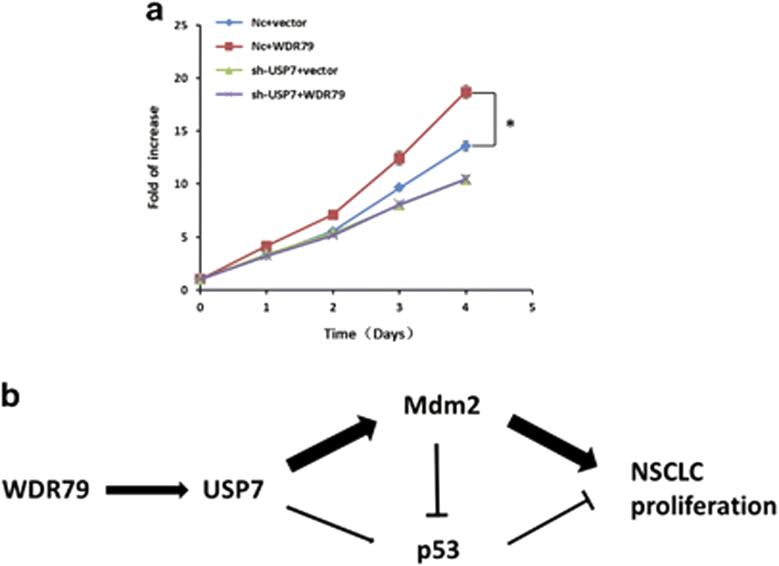 a
25
20
15
10
5
0
0 1 2 3 4 5
Fold of increase
Time (Days)
Nc+vector
Nc+WDR79
sh-USP7+vector
sh-USP7+WDR79
*
b
Mdm2
WDR79
USP7
NSCLC
proliferation
p53